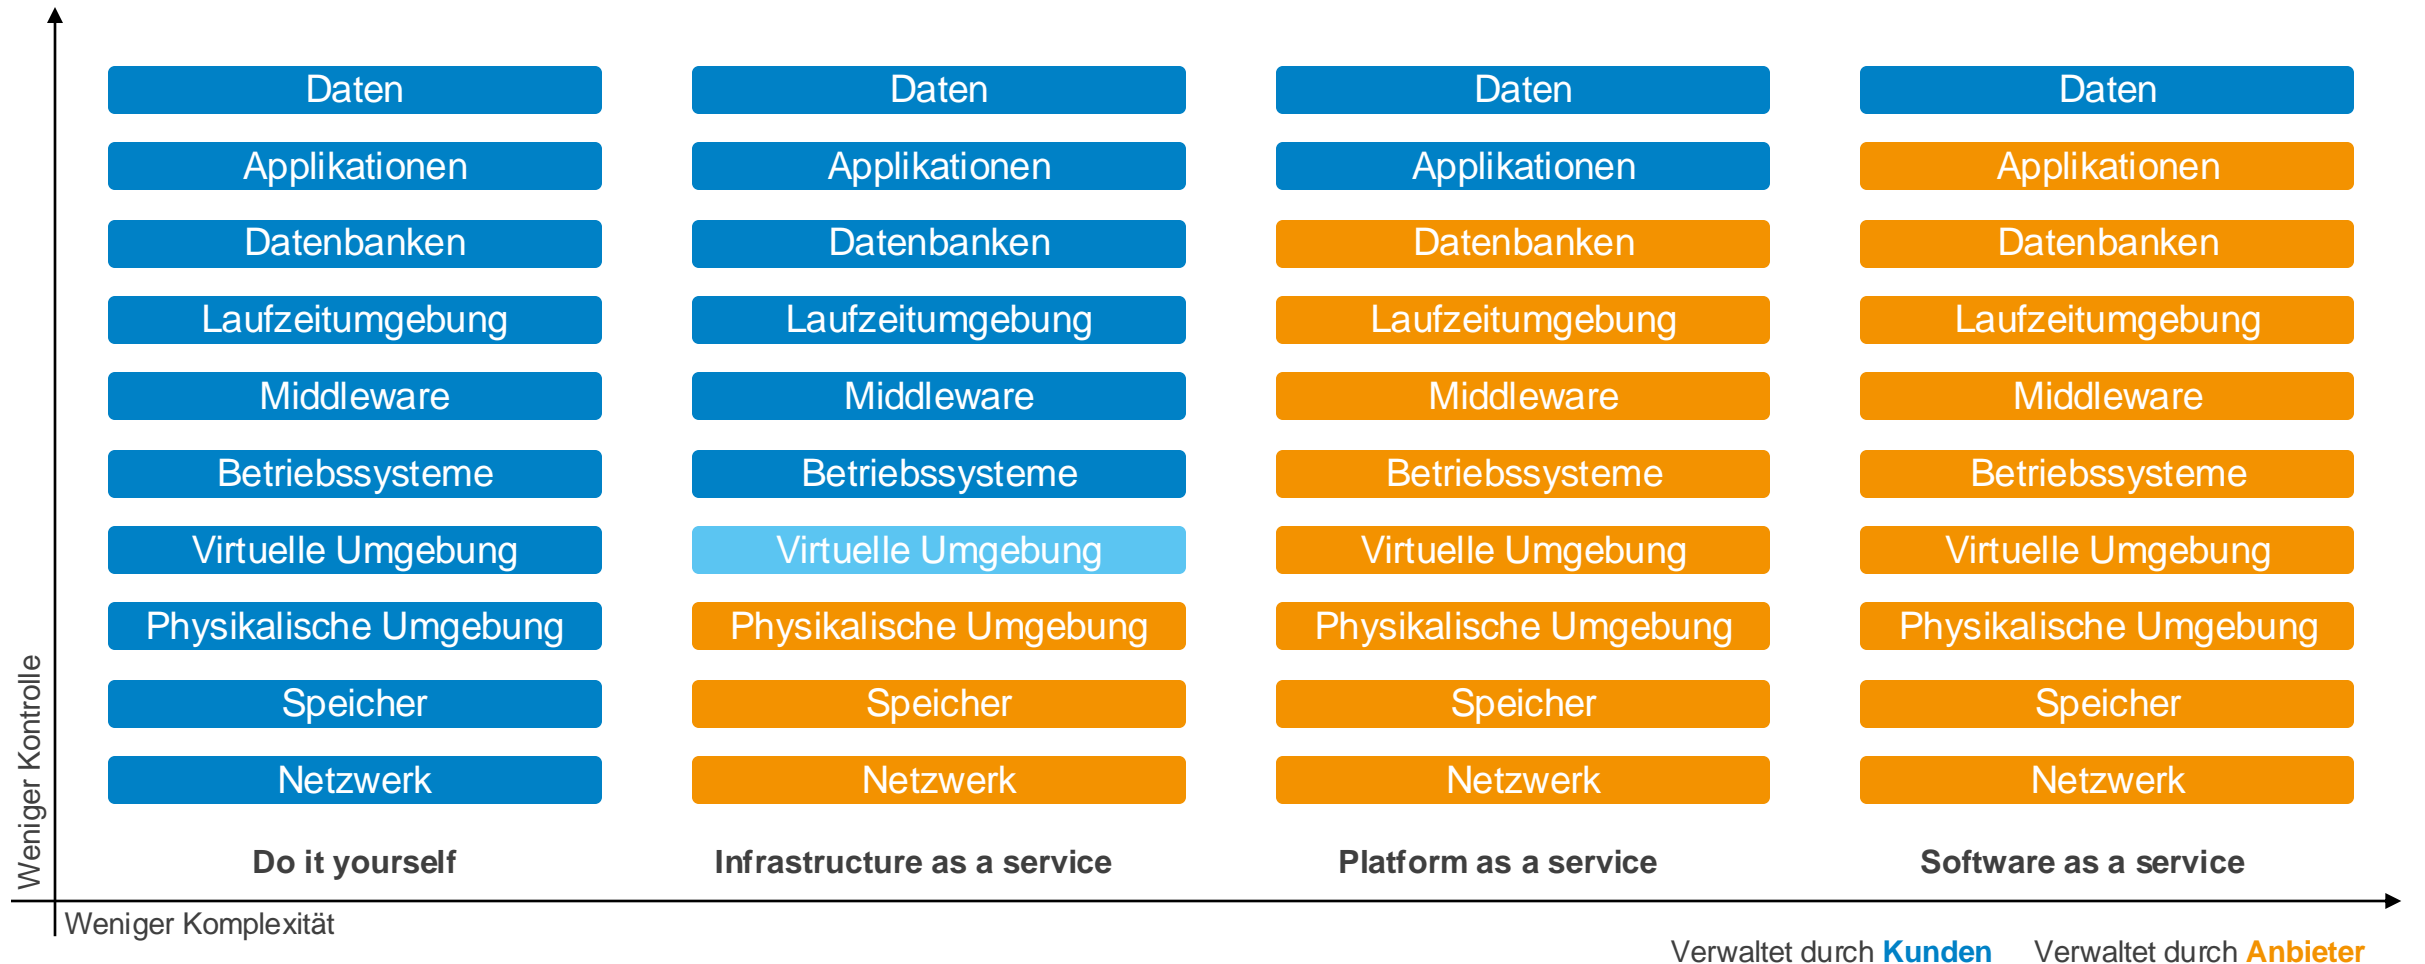 Daten
Applikationen
Datenbanken
Laufzeitumgebung
Middleware
Betriebssysteme
Virtuelle Umgebung
Physikalische Umgebung
Speicher
Netzwerk
Do it yourself
Daten
Applikationen
Datenbanken
Laufzeitumgebung
Middleware
Betriebssysteme
Virtuelle Umgebung
Physikalische Umgebung
Speicher
Netzwerk
Infrastructure as a service
Daten
Applikationen
Datenbanken
Laufzeitumgebung
Middleware
Betriebssysteme
Virtuelle Umgebung
Physikalische Umgebung
Speicher
Netzwerk
Platform as a service
Daten
Applikationen
Datenbanken
Laufzeitumgebung
Middleware
Betriebssysteme
Virtuelle Umgebung
Physikalische Umgebung
Speicher
Netzwerk
Software as a service
Weniger Kontrolle
Weniger Komplexität
Verwaltet durch Kunden
Verwaltet durch Anbieter